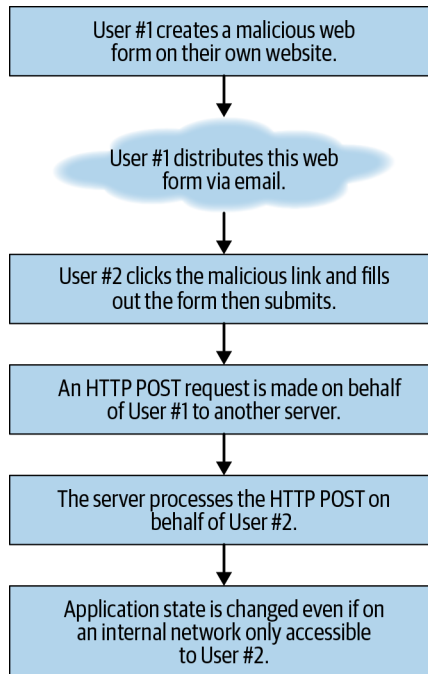 User #1 creates a malicious web
form on their own website.
User #1 distributes this web
form via email.
User #2 clicks the malicious link and fills
out the form then submits.
An HTTP POST request is made on behalf
of User #1 to another server.
The server processes the HTTP POST on
behalf of User #2.
Application state is changed even if on
an internal network only accessible
to User #2.